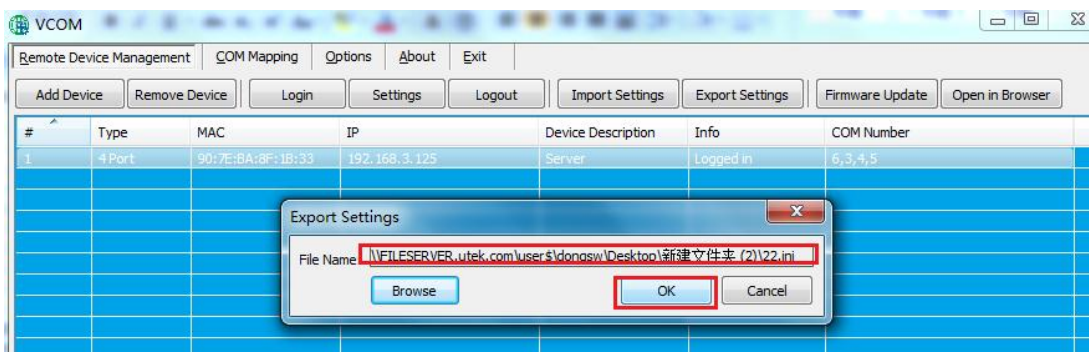 VCOM
Remote Device Management COM Mapping Options About Exit
Add Device Remove Device Login Settings Logout Import Settings Export Settings Firmware Update Open in Browser
# Type MAC IP Device Description Info COM Number
1 4 Port 90:7E:BA:8F:1B:33 192.168.3.125 Server Logged in 6,3,4,5
Export Settings
File Name \\FILESERVER.utek.com\user$\dongsw\Desktop\新建文件夹 (2)\22.ini
Browse OK Cancel